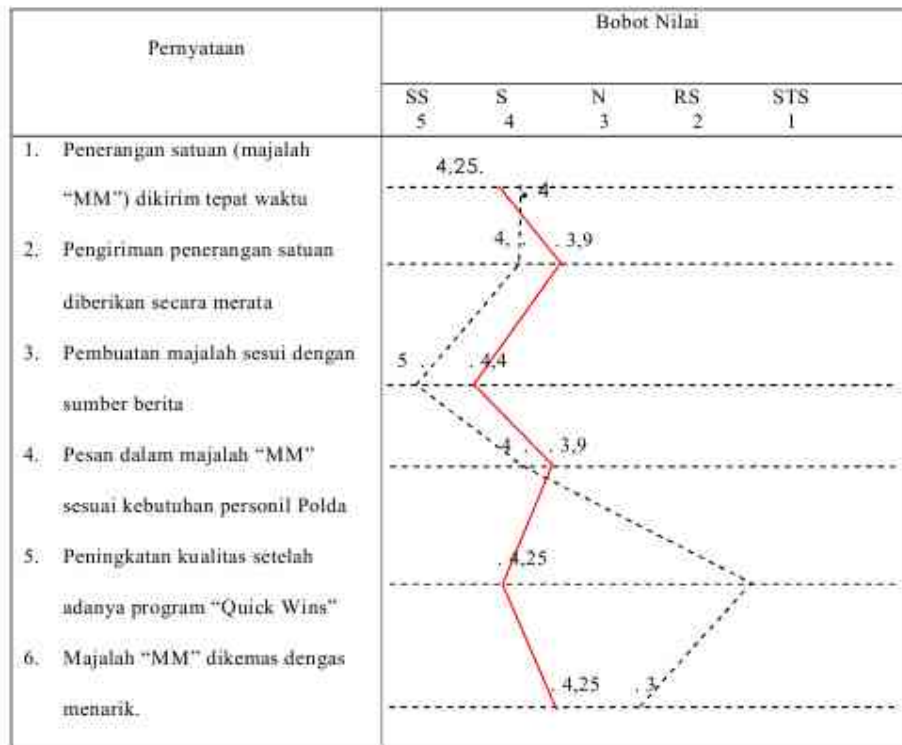 Pernyataan
Bobot Nilai
SS S N RS STS
5 4 3 2 1
1. Penerangan satuan (majalah
“MM”) dikirim tepat waktu
2. Pengiriman penerangan satuan
diberikan secara merata
3. Pembuatan majalah sesui dengan
sumber berita
4. Pesan dalam majalah “MM”
sesuai kebutuhan personil Polda
5. Peningkatan kualitas setelah
adanya program “Quick Wins”
6. Majalah “MM” dikemas dengas
menarik.
4,25.
4
4, . 3,9
5 . . 4,4
4 . 3,9
. 4,25
. 4,25 . 3